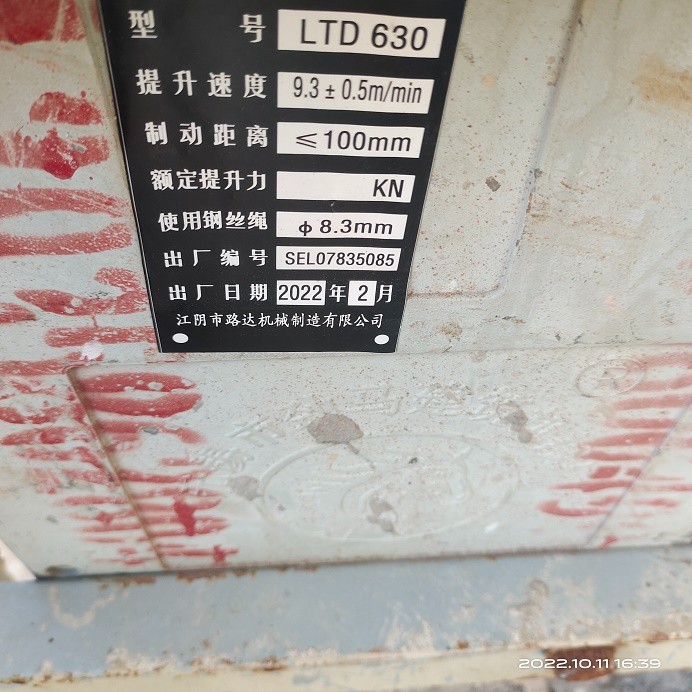 型号 LTD 630
提升速度 9.3 ± 0.5m/min
制动距离 ≤100mm
额定提升力 KN
使用钢丝绳 ϕ 8.3mm
出厂编号 SEL07835085
出厂日期 2022 年 2 月
江阴市路达机械制造有限公司
2022.10.11 16:39